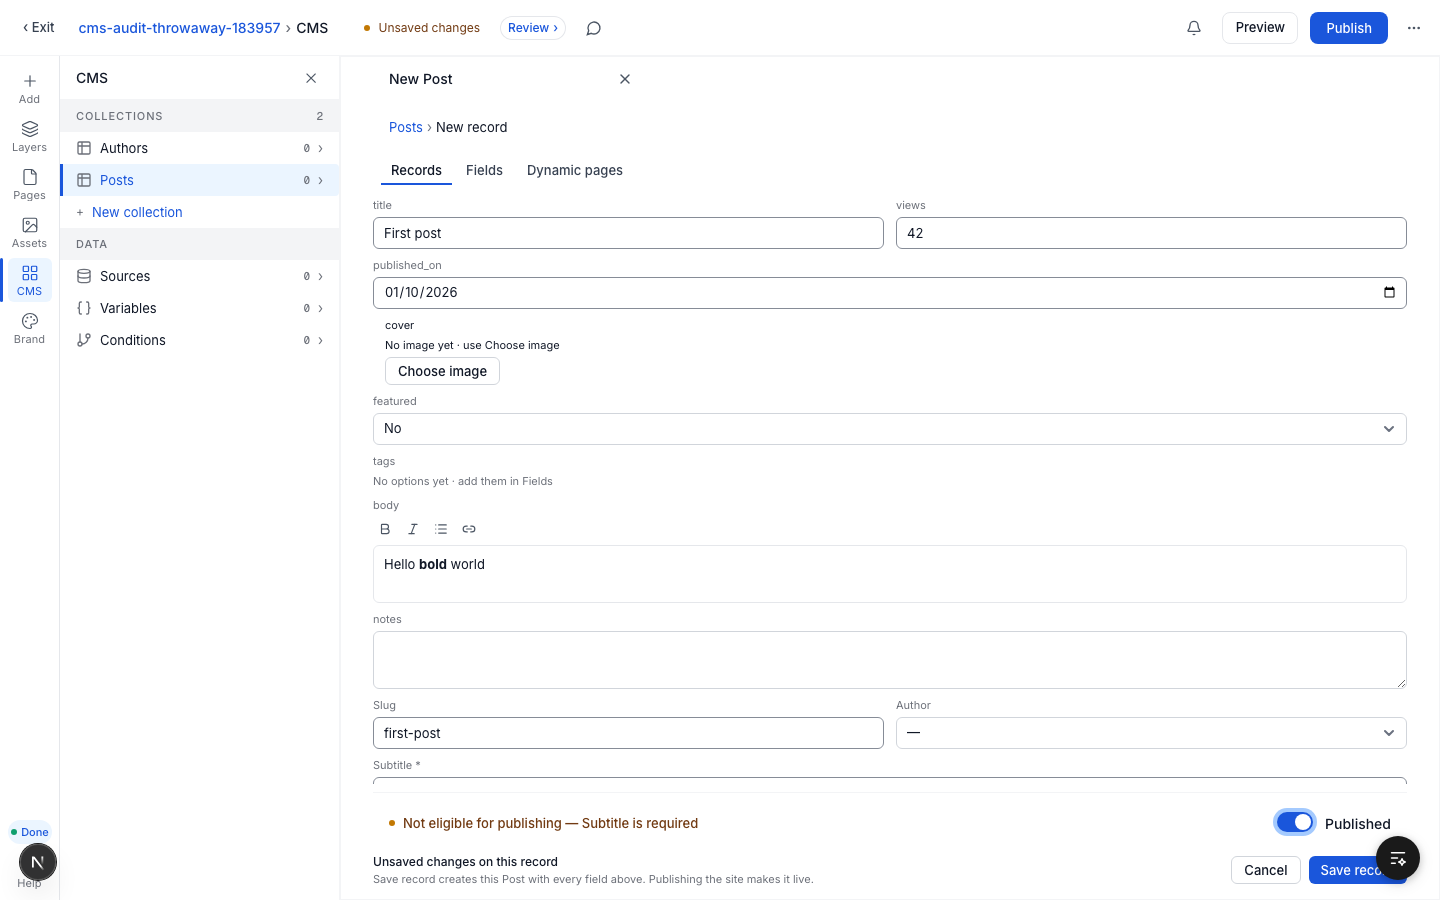 ‹ Exit
cms-audit-throwaway-183957 › CMS
Unsaved changes
Review ›
Preview
Publish
Add
Layers
Pages
Assets
CMS
Brand
Done
N
Help
CMS
COLLECTIONS 2
Authors 0 ›
Posts 0 ›
+ New collection
DATA
Sources 0 ›
Variables 0 ›
Conditions 0 ›
New Post
Posts › New record
Records Fields Dynamic pages
title views
First post 42
published_on
01/10/2026
cover
No image yet · use Choose image
Choose image
featured
No
tags
No options yet · add them in Fields
body
B I
Hello bold world
notes
Slug Author
first-post —
Subtitle *
Not eligible for publishing — Subtitle is required
Published
Unsaved changes on this record
Save record creates this Post with every field above. Publishing the site makes it live.
Cancel
Save